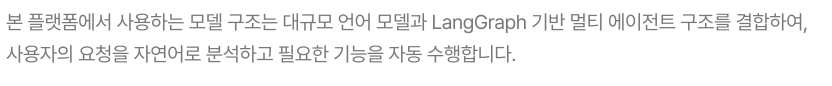 본 플랫폼에서 사용하는 모델 구조는 대규모 언어 모델과 LangGraph 기반 멀티 에이전트 구조를 결합하여,
사용자의 요청을 자연어로 분석하고 필요한 기능을 자동 수행합니다.